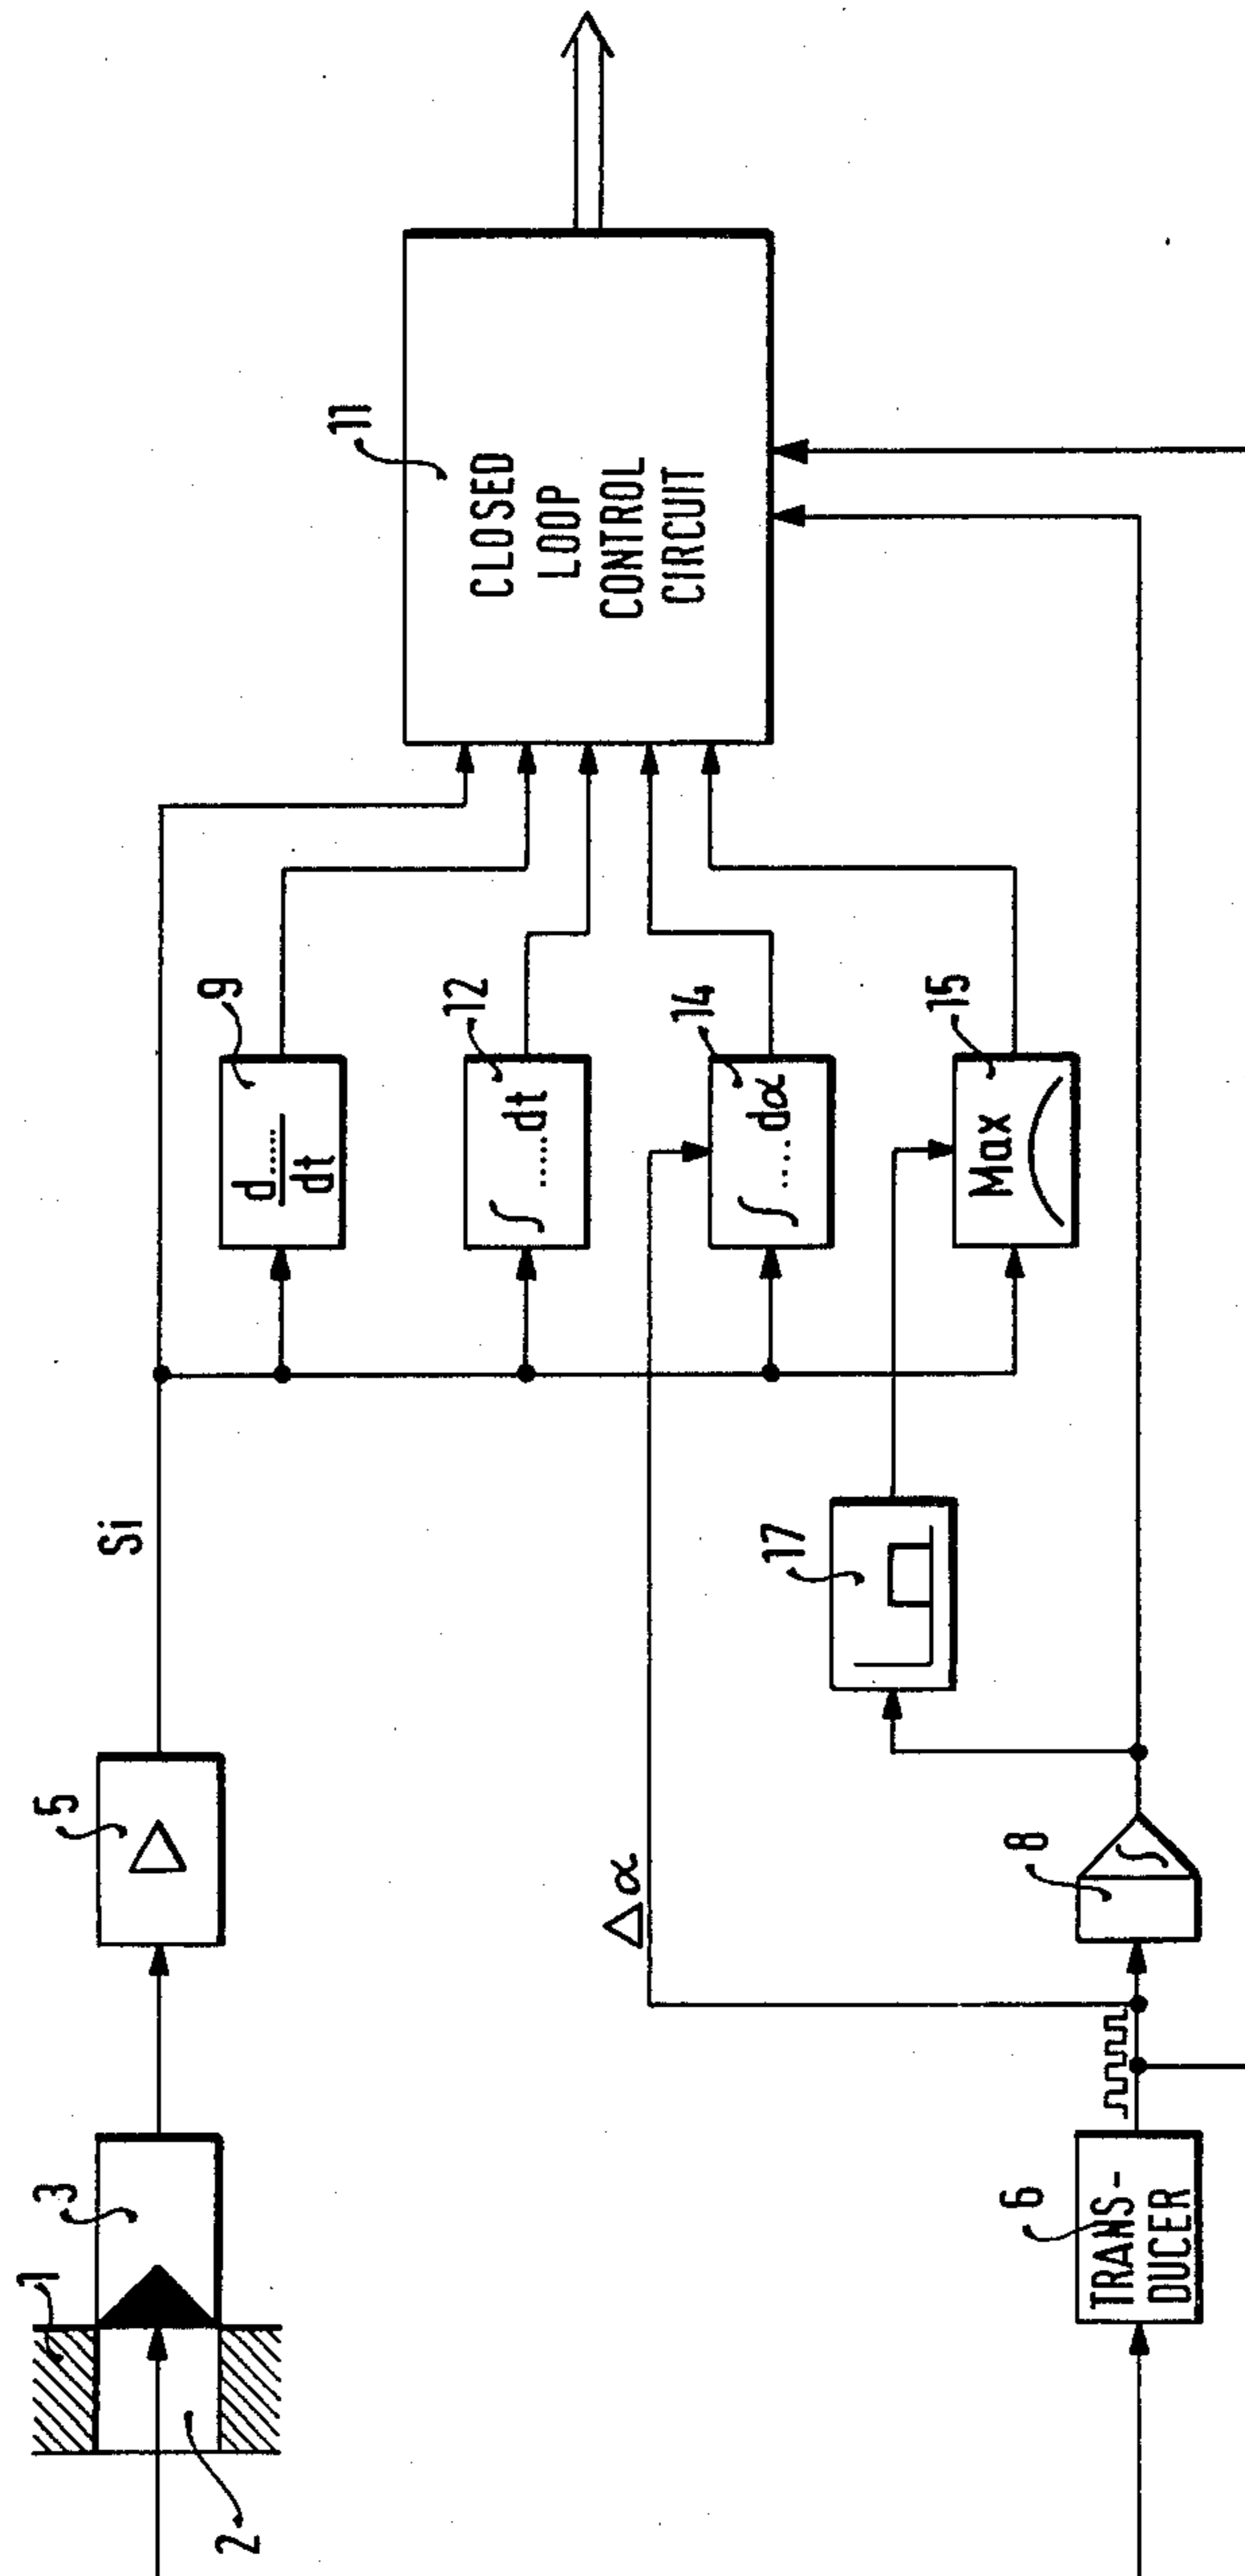 1
2
3
5
Si
9
d.....
dt
11
CLOSED
LOOP
CONTROL
CIRCUIT
12
∫.....dt
14
∫....dα
15
Max
17
Δα
8
∫
6
TRANS-
DUCER